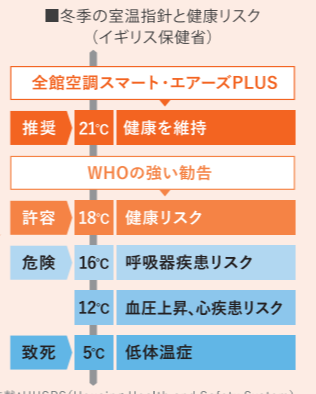 ■冬季の室温指針と健康リスク
（イギリス保健省）
全館空調スマート・エアーズPLUS
推奨 21℃ 健康を維持
WHOの強い勧告
許容 18℃ 健康リスク
危険 16℃ 呼吸器疾患リスク
12℃ 血圧上昇、心疾患リスク
致死 5℃ 低体温症